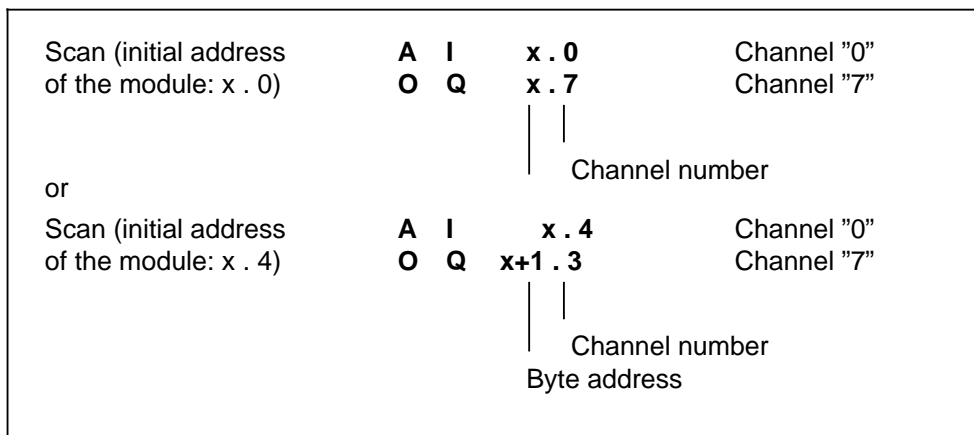 Scan (initial address A I x . 0 Channel ”0”
of the module: x . 0) O Q x . 7 Channel ”7”
Channel number
or
Scan (initial address A I x . 4 Channel ”0”
of the module: x . 4) O Q x+1 . 3 Channel ”7”
Channel number
Byte address